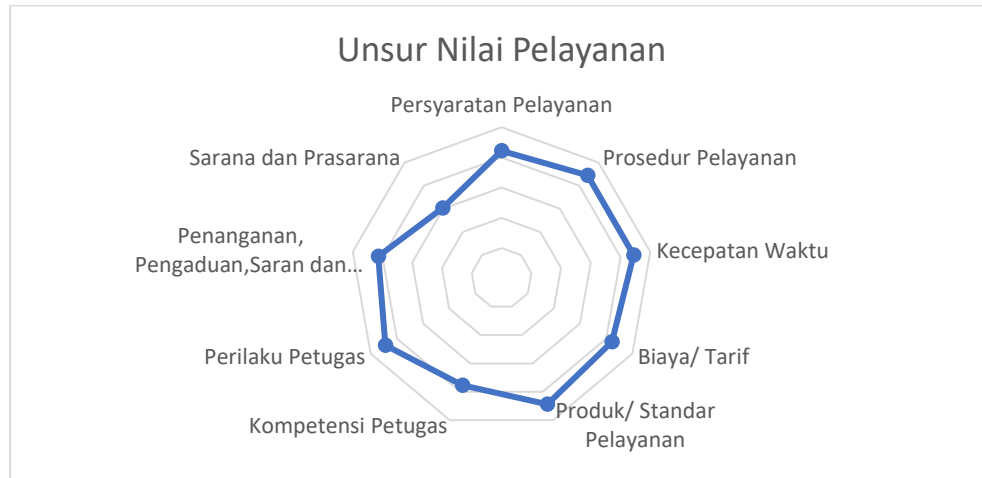 Unsur Nilai Pelayanan
Persyaratan Pelayanan
Prosedur Pelayanan
Kecepatan Waktu
Biaya/ Tarif
Produk/ Standar
Pelayanan
Kompetensi Petugas
Perilaku Petugas
Penanganan,
Pengaduan,Saran dan…
Sarana dan Prasarana